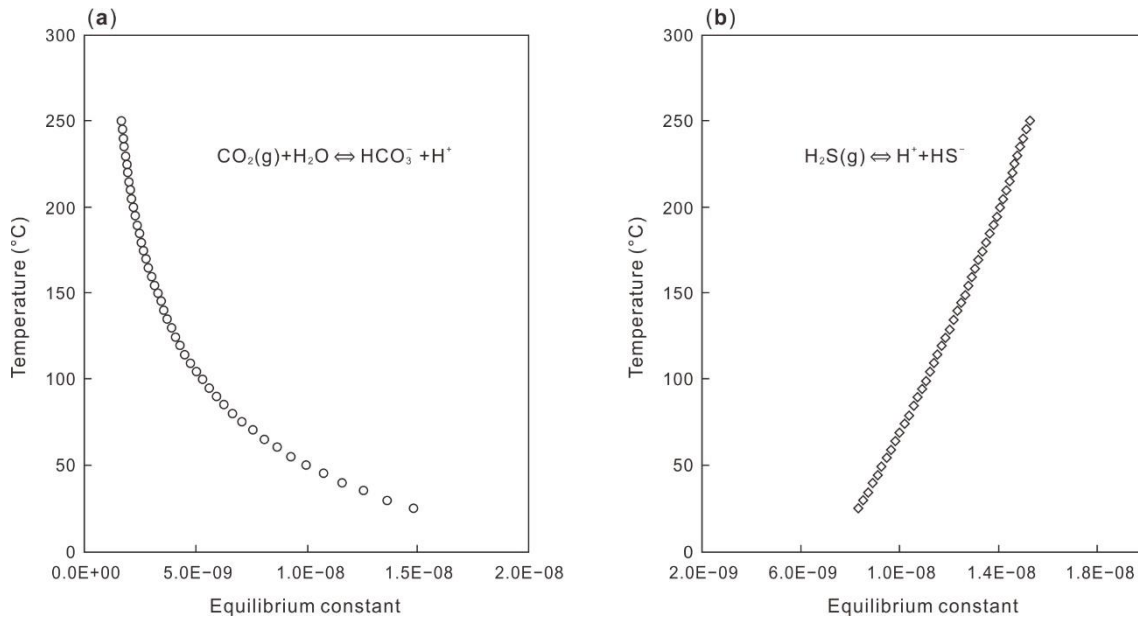 (a)
300
250
200
150
100
50
0
Temperature (°C)
CO₂(g)+H₂O ⇔ HCO₃⁻ +H⁺
0.0E+00 5.0E−09 1.0E−08 1.5E−08 2.0E−08
Equilibrium constant
(b)
300
250
200
150
100
50
0
Temperature (°C)
H₂S(g) ⇔ H⁺+HS⁻
2.0E−09 6.0E−09 1.0E−08 1.4E−08 1.8E−08
Equilibrium constant